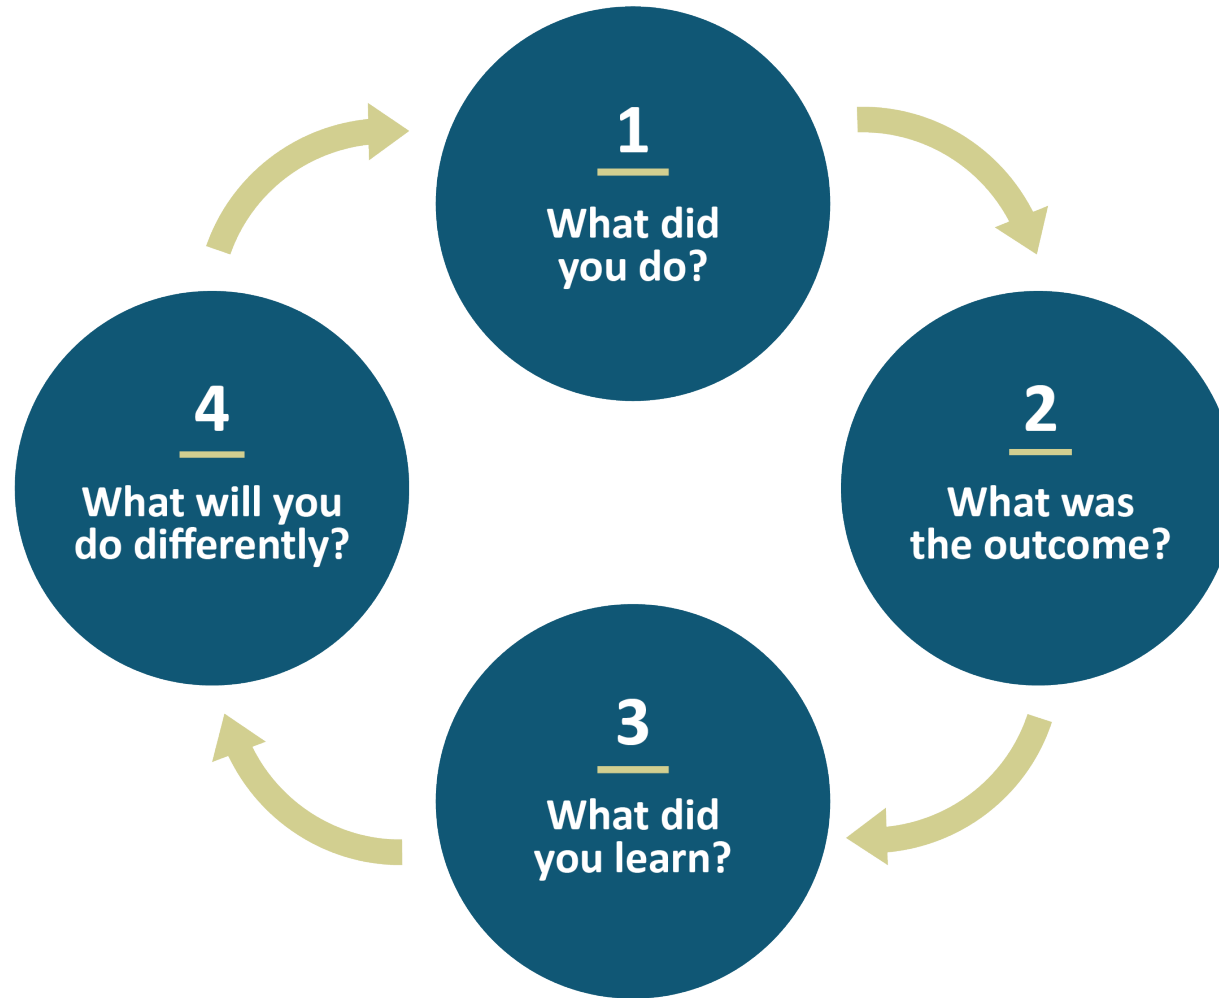 1
What did
you do?
2
What was
the outcome?
3
What did
you learn?
4
What will you
do differently?